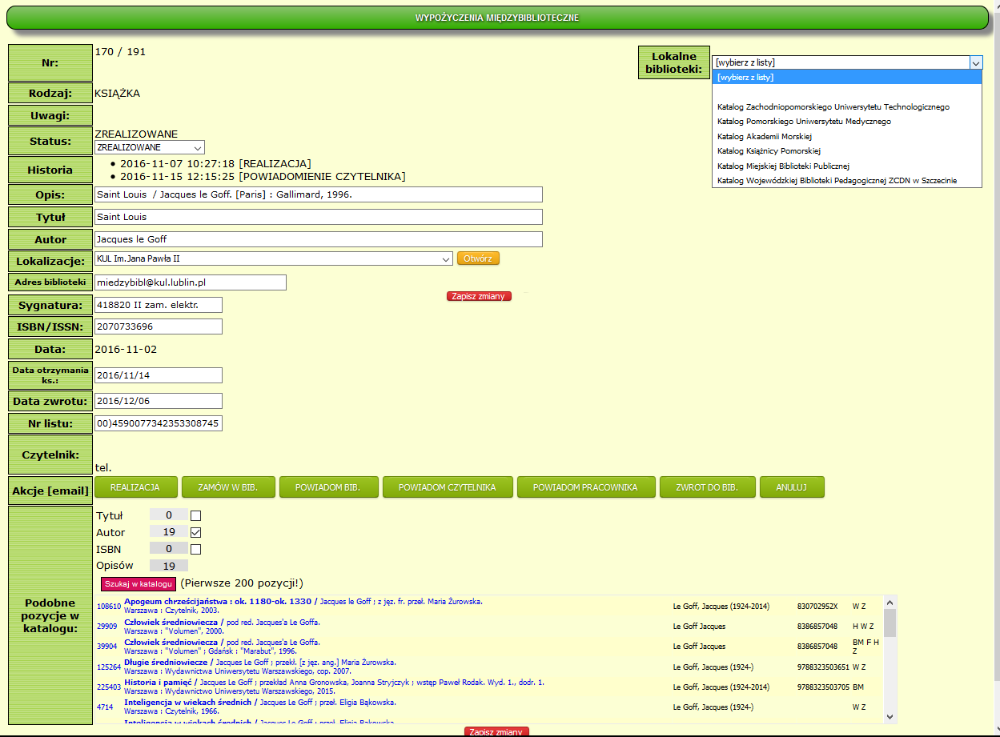 WYPOŻYCZENIA MIĘDZYBIBLIOTECZNE
Nr: 170 / 191
Lokalne biblioteki: [wybierz z listy]
[wybierz z listy]
Katalog Zachodniopomorskiego Uniwersytetu Technologicznego
Katalog Pomorskiego Uniwersytetu Medycznego
Katalog Akademii Morskiej
Katalog Książnicy Pomorskiej
Katalog Miejskiej Biblioteki Publicznej
Katalog Wojewódzkiej Biblioteki Pedagogicznej ZCDN w Szczecinie
Rodzaj: KSIĄŻKA
Uwagi:
Status: ZREALIZOWANE
ZREALIZOWANE
Historia
• 2016-11-07 10:27:18 [REALIZACJA]
• 2016-11-15 12:15:25 [POWIADOMIENIE CZYTELNIKA]
Opis: Saint Louis / Jacques le Goff. [Paris] : Gallimard, 1996.
Tytuł Saint Louis
Autor Jacques le Goff
Lokalizacje: KUL Im.Jana Pawła II Otwórz
Adres biblioteki miedzybibl@kul.lublin.pl
Zapisz zmiany
Sygnatura: 418820 II zam. elektr.
ISBN/ISSN: 2070733696
Data: 2016-11-02
Data otrzymania ks.: 2016/11/14
Data zwrotu: 2016/12/06
Nr listu: 00)4590077342353308745
Czytelnik:
tel.
Akcje [email] REALIZACJA ZAMÓW W BIB. POWIADOM BIB. POWIADOM CZYTELNIKA POWIADOM PRACOWNIKA ZWROT DO BIB. ANULUJ
Podobne pozycje w katalogu:
Tytuł 0
Autor 19
ISBN 0
Opisów 19
Szukaj w katalogu (Pierwsze 200 pozycji!)
108610 Apogeum chrześcijaństwa : ok. 1180-ok. 1330 / Jacques le Goff ; z jęz. fr. przeł. Maria Żurowska. Le Goff, Jacques (1924-2014) 830702952X W Z
Warszawa : Czytelnik, 2003.
29909 Człowiek średniowiecza / pod red. Jacques'a Le Goffa. Le Goff Jacques 8386857048 H W Z
Warszawa : "Volumen", 2000.
39904 Człowiek średniowiecza / pod red. Jacques'a Le Goffa. Le Goff Jacques 8386857048 BM F H Z
Warszawa : "Volumen" ; Gdańsk : "Marabut", 1996.
125264 Długie średniowiecze / Jacques Le Goff ; przekł. [z jęz. ang.] Maria Żurowska. Le Goff, Jacques (1924-) 9788323503651 W Z
Warszawa : Wydawnictwa Uniwersytetu Warszawskiego, cop. 2007.
225403 Historia i pamięć / Jacques Le Goff ; przekład Anna Gronowska, Joanna Stryjczyk ; wstęp Paweł Rodak. Wyd. 1., dodr. 1. Le Goff, Jacques (1924-2014) 9788323503705 BM
Warszawa : Wydawnictwo Uniwersytetu Warszawskiego, 2015.
4714 Inteligencja w wiekach średnich / Jacques Le Goff ; przeł. Eligia Bąkowska. Le Goff, Jacques (1924-) W Z
Warszawa : Czytelnik, 1966.
Inteligencja w wiekach średnich / Jacques Le Goff ; przeł. Eligia Bąkowska.
Zapisz zmiany